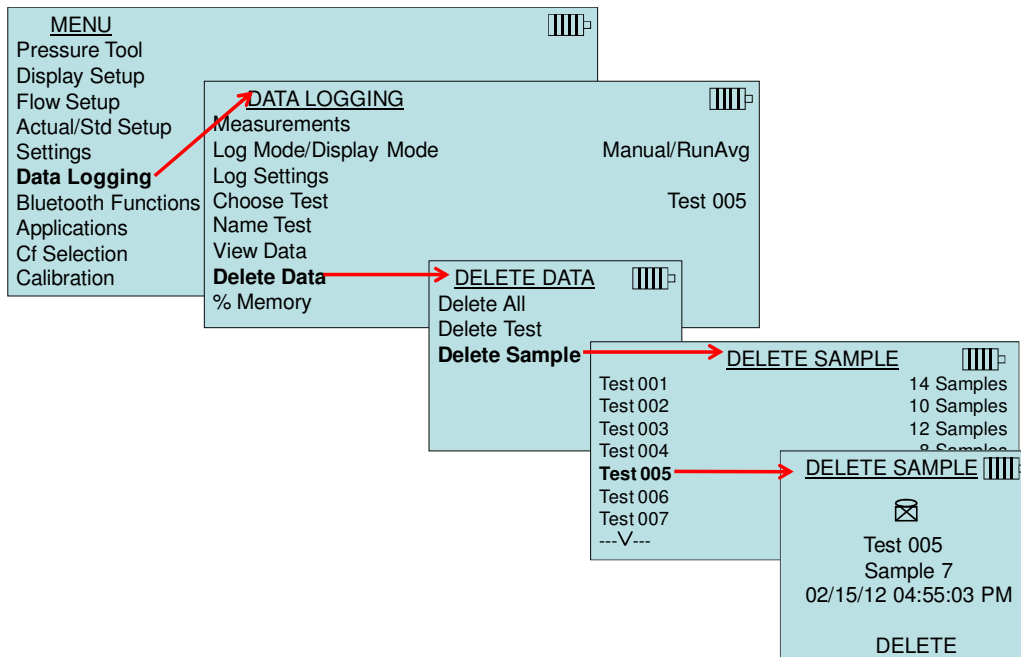 MENU
Pressure Tool
Display Setup
Flow Setup
Actual/Std Setup
Settings
Data Logging
Bluetooth Functions
Applications
Cf Selection
Calibration
DATA LOGGING
Measurements
Log Mode/Display Mode Manual/RunAvg
Log Settings
Choose Test Test 005
Name Test
View Data
Delete Data
% Memory
DELETE DATA
Delete All
Delete Test
Delete Sample
DELETE SAMPLE
Test 001 14 Samples
Test 002 10 Samples
Test 003 12 Samples
Test 004 8 Samples
Test 005
Test 006
Test 007
---V---
DELETE SAMPLE
Test 005
Sample 7
02/15/12 04:55:03 PM
DELETE